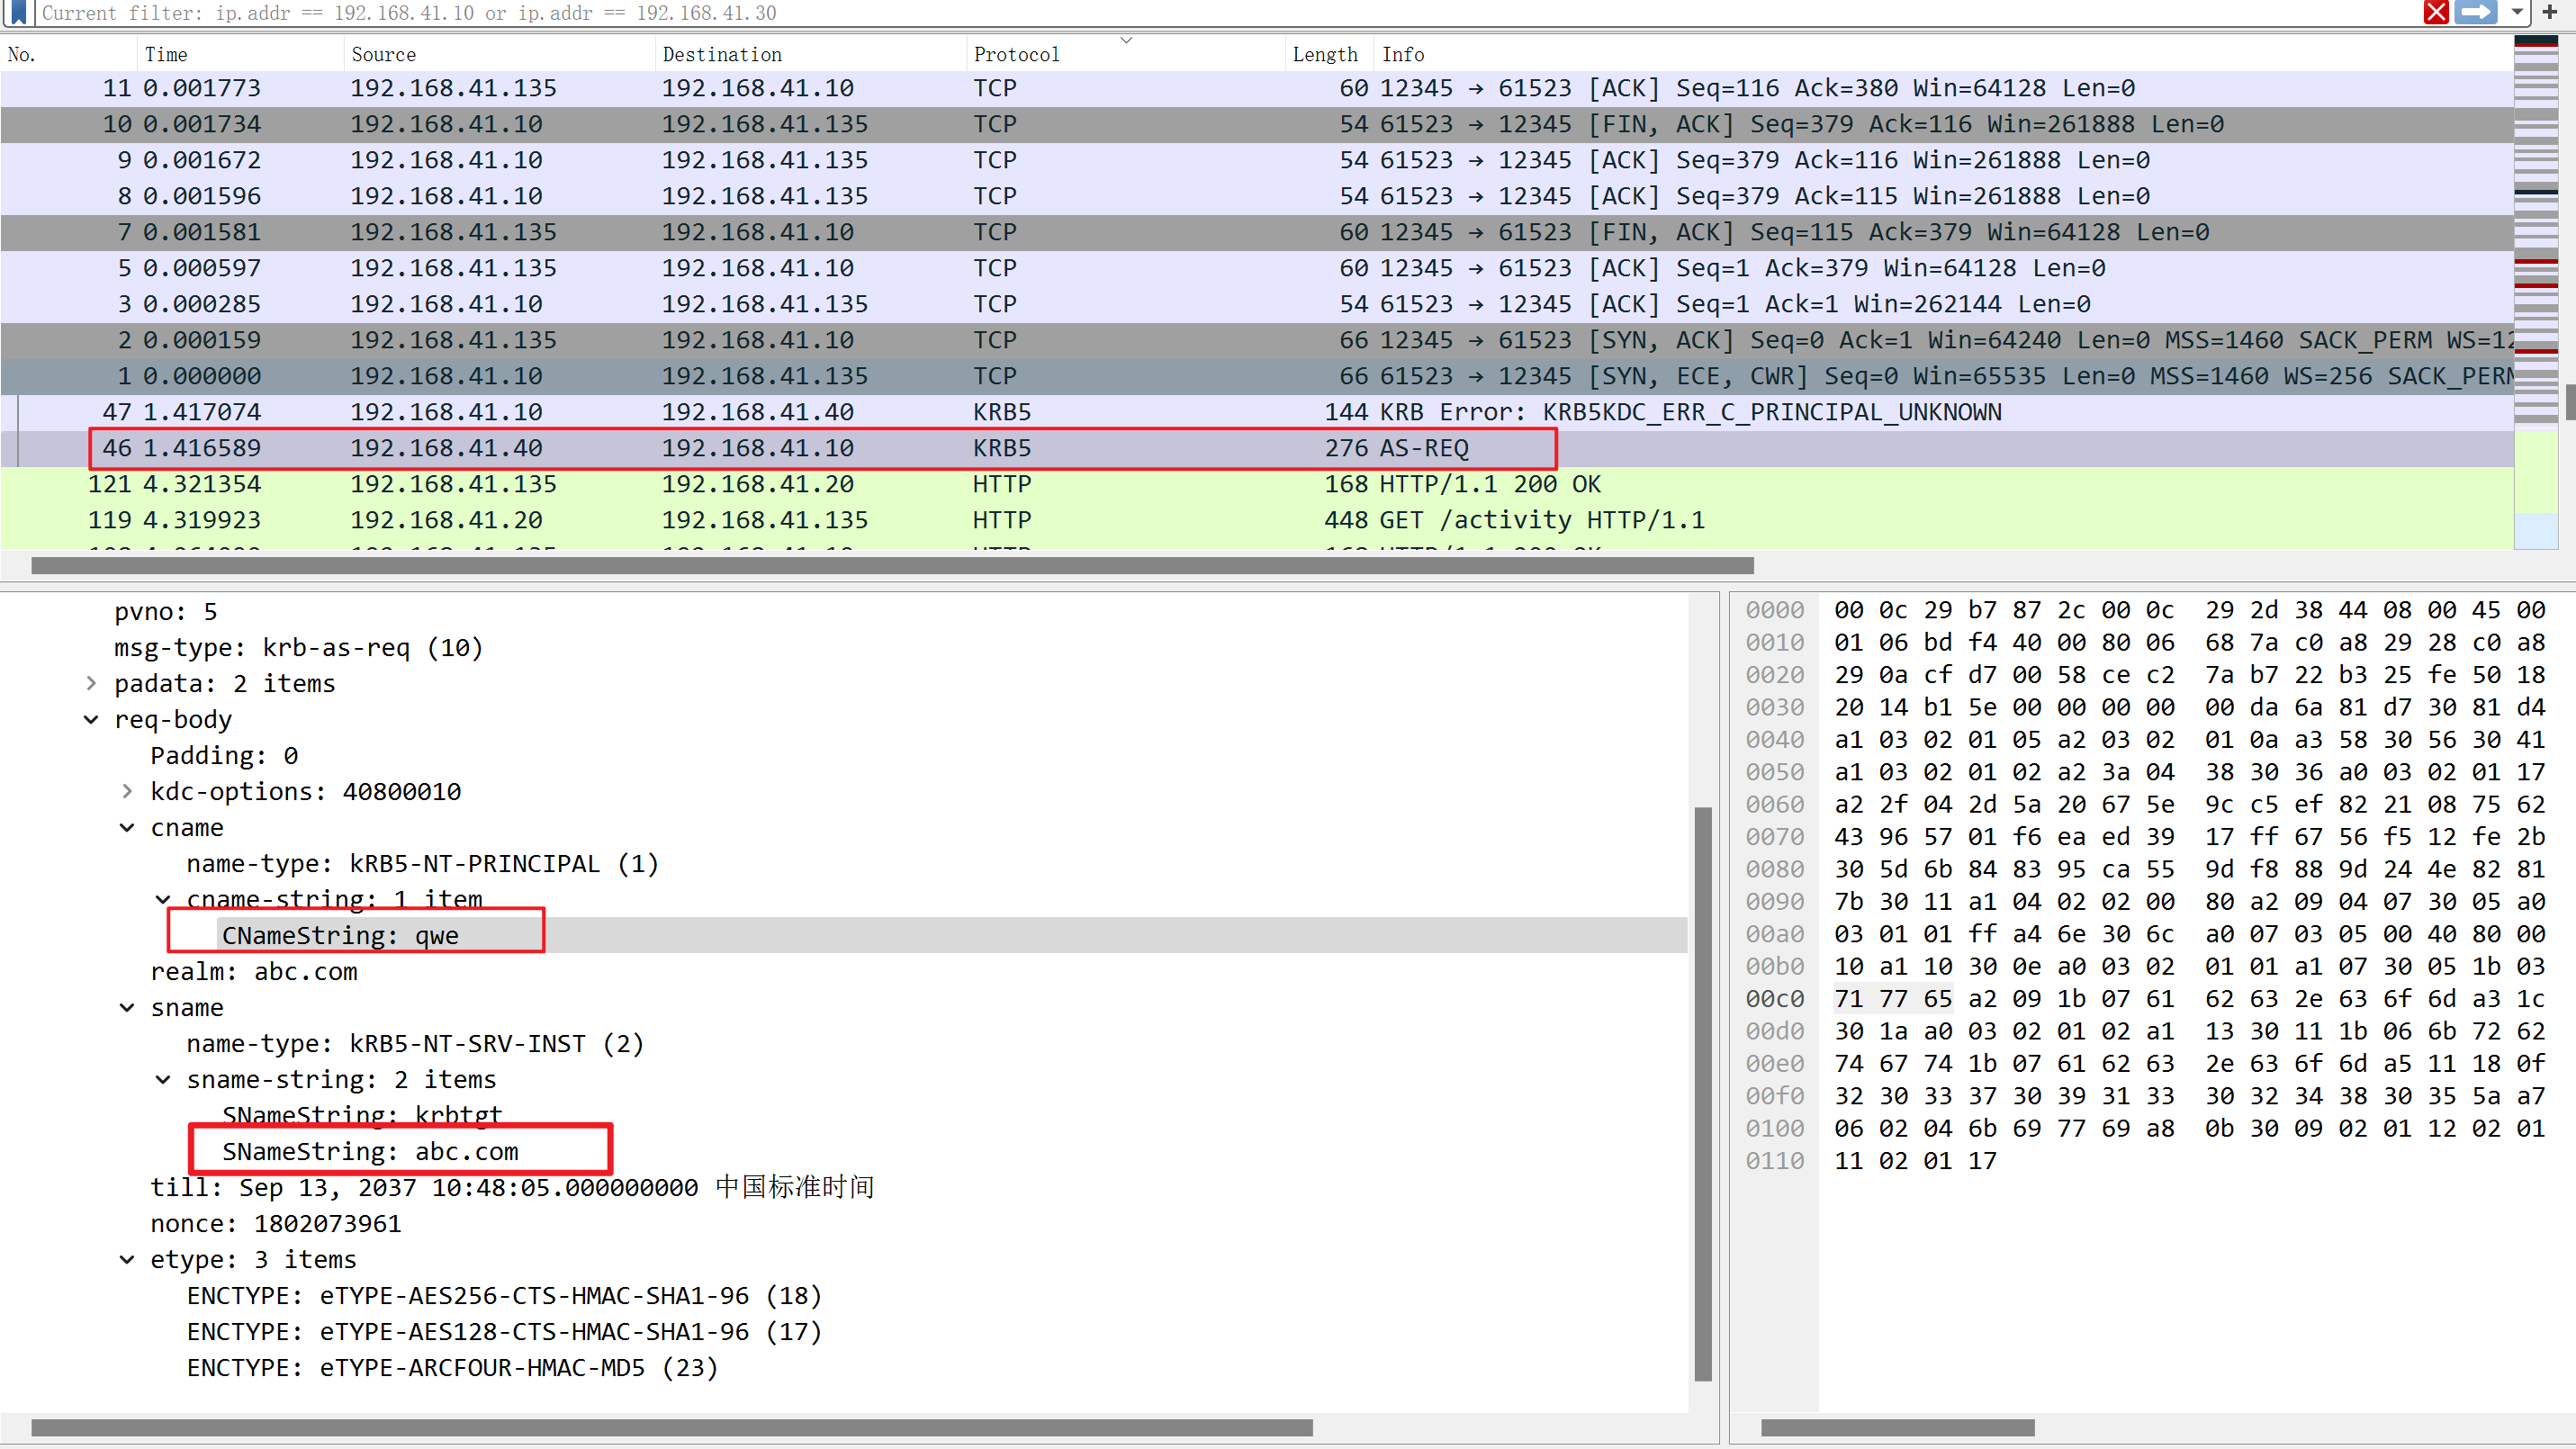 Current filter: ip.addr == 192.168.41.10 or ip.addr == 192.168.41.30
No. Time Source Destination Protocol Length Info
11 0.001773 192.168.41.135 192.168.41.10 TCP 60 12345 → 61523 [ACK] Seq=116 Ack=380 Win=64128 Len=0
10 0.001734 192.168.41.10 192.168.41.135 TCP 54 61523 → 12345 [FIN, ACK] Seq=379 Ack=116 Win=261888 Len=0
9 0.001672 192.168.41.10 192.168.41.135 TCP 54 61523 → 12345 [ACK] Seq=379 Ack=116 Win=261888 Len=0
8 0.001596 192.168.41.10 192.168.41.135 TCP 54 61523 → 12345 [ACK] Seq=379 Ack=115 Win=261888 Len=0
7 0.001581 192.168.41.135 192.168.41.10 TCP 60 12345 → 61523 [FIN, ACK] Seq=115 Ack=379 Win=64128 Len=0
5 0.000597 192.168.41.135 192.168.41.10 TCP 60 12345 → 61523 [ACK] Seq=1 Ack=379 Win=64128 Len=0
3 0.000285 192.168.41.10 192.168.41.135 TCP 54 61523 → 12345 [ACK] Seq=1 Ack=1 Win=262144 Len=0
2 0.000159 192.168.41.135 192.168.41.10 TCP 66 12345 → 61523 [SYN, ACK] Seq=0 Ack=1 Win=64240 Len=0 MSS=1460 SACK_PERM WS=12
1 0.000000 192.168.41.10 192.168.41.135 TCP 66 61523 → 12345 [SYN, ECE, CWR] Seq=0 Win=65535 Len=0 MSS=1460 WS=256 SACK_PERM
47 1.417074 192.168.41.10 192.168.41.40 KRB5 144 KRB Error: KRB5KDC_ERR_C_PRINCIPAL_UNKNOWN
46 1.416589 192.168.41.40 192.168.41.10 KRB5 276 AS-REQ
121 4.321354 192.168.41.135 192.168.41.20 HTTP 168 HTTP/1.1 200 OK
119 4.319923 192.168.41.20 192.168.41.135 HTTP 448 GET /activity HTTP/1.1
pvno: 5
msg-type: krb-as-req (10)
padata: 2 items
req-body
Padding: 0
kdc-options: 40800010
cname
name-type: kRB5-NT-PRINCIPAL (1)
cname-string: 1 item
CNameString: qwe
realm: abc.com
sname
name-type: kRB5-NT-SRV-INST (2)
sname-string: 2 items
SNameString: krbtgt
SNameString: abc.com
till: Sep 13, 2037 10:48:05.000000000 中国标准时间
nonce: 1802073961
etype: 3 items
ENCTYPE: eTYPE-AES256-CTS-HMAC-SHA1-96 (18)
ENCTYPE: eTYPE-AES128-CTS-HMAC-SHA1-96 (17)
ENCTYPE: eTYPE-ARCFOUR-HMAC-MD5 (23)
0000 00 0c 29 b7 87 2c 00 0c 29 2d 38 44 08 00 45 00
0010 01 06 bd f4 40 00 80 06 68 7a c0 a8 29 28 c0 a8
0020 29 0a cf d7 00 58 ce c2 7a b7 22 b3 25 fe 50 18
0030 20 14 b1 5e 00 00 00 00 00 da 6a 81 d7 30 81 d4
0040 a1 03 02 01 05 a2 03 02 01 0a a3 58 30 56 30 41
0050 a1 03 02 01 02 a2 3a 04 38 30 36 a0 03 02 01 17
0060 a2 2f 04 2d 5a 20 67 5e 9c c5 ef 82 21 08 75 62
0070 43 96 57 01 f6 ea ed 39 17 ff 67 56 f5 12 fe 2b
0080 30 5d 6b 84 83 95 ca 55 9d f8 88 9d 24 4e 82 81
0090 7b 30 11 a1 04 02 02 00 80 a2 09 04 07 30 05 a0
00a0 03 01 01 ff a4 6e 30 6c a0 07 03 05 00 40 80 00
00b0 10 a1 10 30 0e a0 03 02 01 01 a1 07 30 05 1b 03
00c0 71 77 65 a2 09 1b 07 61 62 63 2e 63 6f 6d a3 1c
00d0 30 1a a0 03 02 01 02 a1 13 30 11 1b 06 6b 72 62
00e0 74 67 74 1b 07 61 62 63 2e 63 6f 6d a5 11 18 0f
00f0 32 30 33 37 30 39 31 33 30 32 34 38 30 35 5a a7
0100 06 02 04 6b 69 77 69 a8 0b 30 09 02 01 12 02 01
0110 11 02 01 17